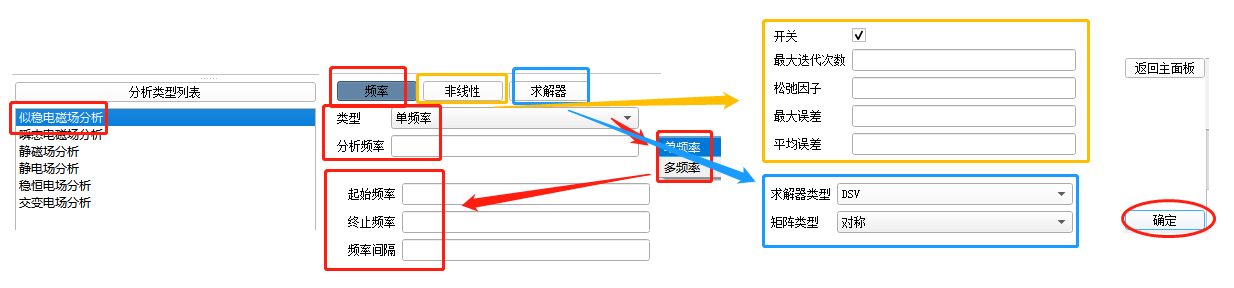 分析类型列表
似稳电磁场分析
瞬态电磁场分析
静磁场分析
静电场分析
稳恒电场分析
交变电场分析
频率
非线性
求解器
类型
单频率
分析频率
单频率
多频率
起始频率
终止频率
频率间隔
开关
最大迭代次数
松弛因子
最大误差
平均误差
求解器类型 DSV
矩阵类型 对称
返回主面板
确定